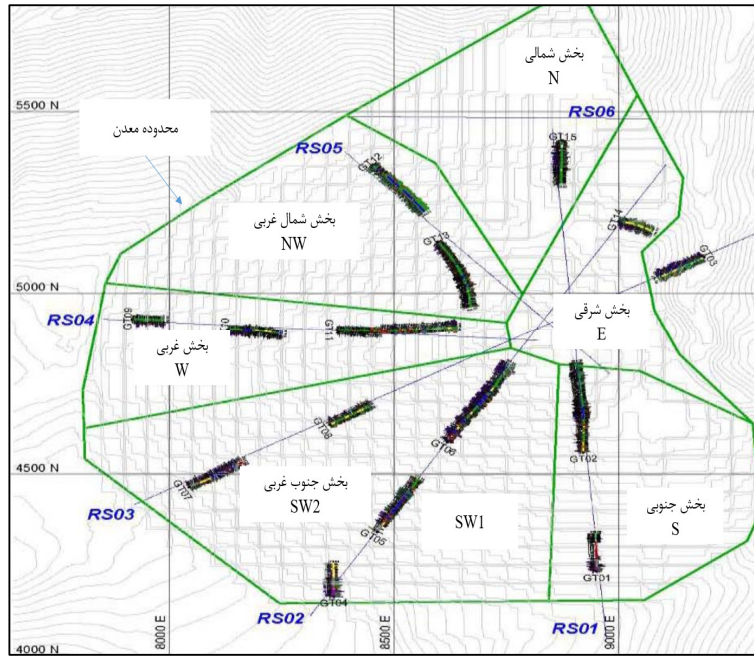 بخش شمالی
N
5500 N
RS06
محدوده معدن
GT15
RS05
GT12
بخش شمال غربی
NW
GT14
GT13
GT03
5000 N
بخش شرقی
E
RS04
GT09
GT10
GT11
بخش غربی
W
GT08
GT06
GT02
4500 N
GT07
بخش جنوب غربی
SW2
بخش جنوبی
S
RS03
SW1
GT05
GT01
GT04
RS02
RS01
4000 N
8000 E
8500 E
9000 E